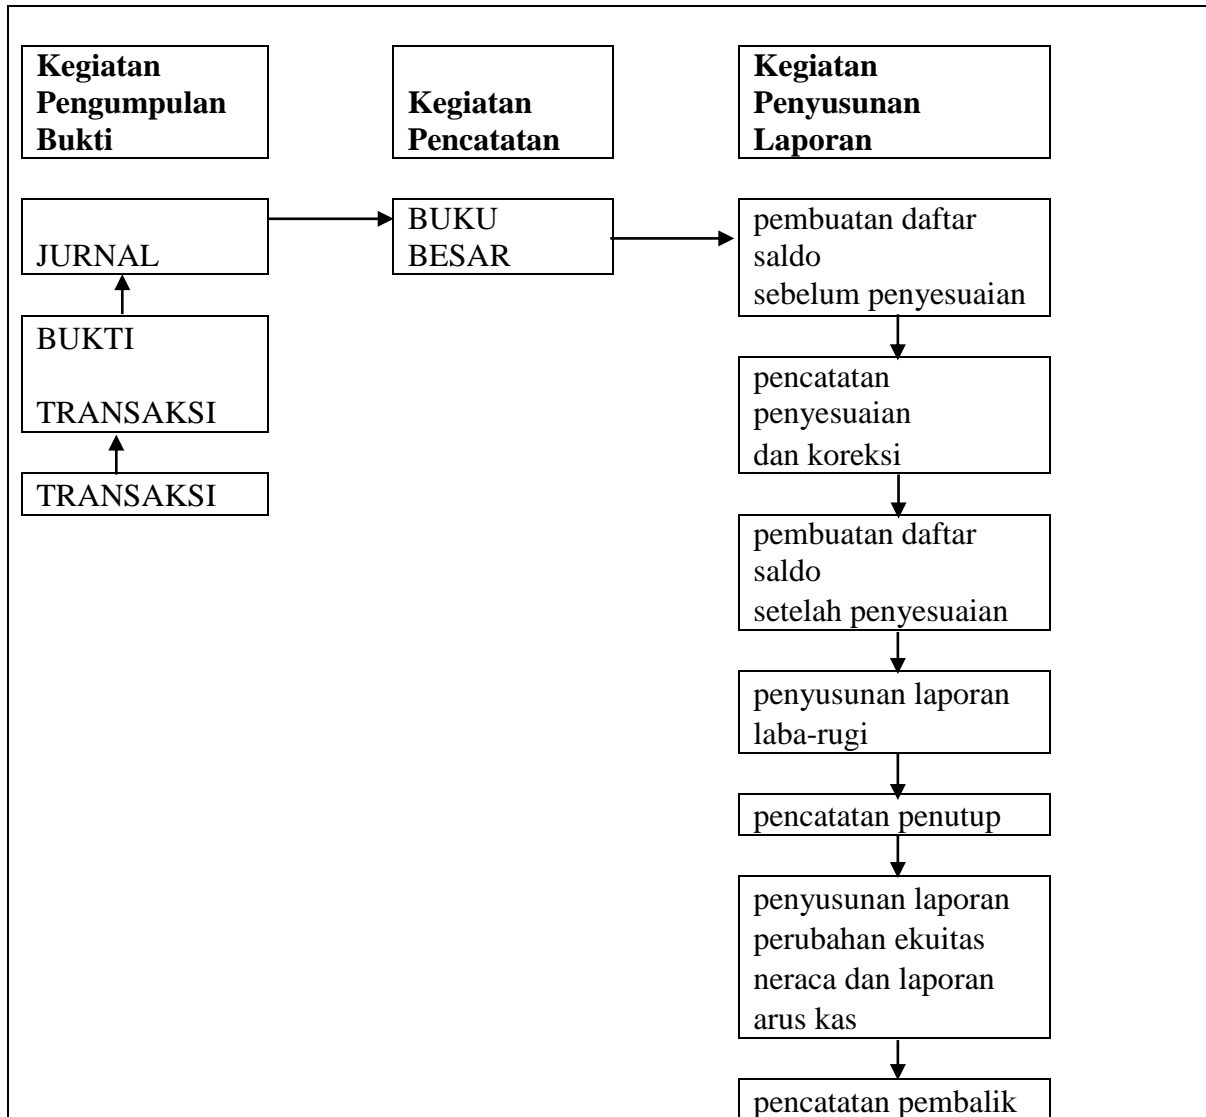 Kegiatan
Pengumpulan
Bukti
Kegiatan
Pencatatan
Kegiatan
Penyusunan
Laporan
JURNAL
BUKTI
TRANSAKSI
TRANSAKSI
BUKU
BESAR
pembuatan daftar
saldo
sebelum penyesuaian
pencatatan
penyesuaian
dan koreksi
pembuatan daftar
saldo
setelah penyesuaian
penyusunan laporan
laba-rugi
pencatatan penutup
penyusunan laporan
perubahan ekuitas
neraca dan laporan
arus kas
pencatatan pembalik